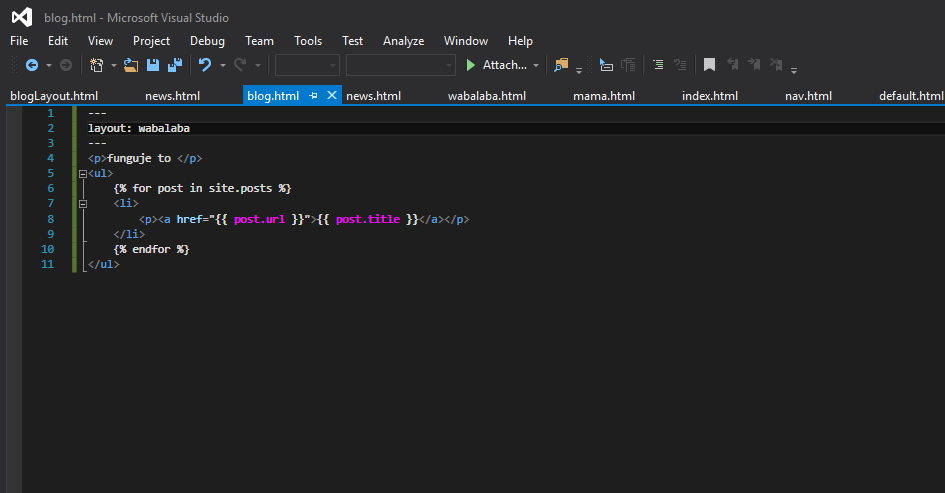 blog.html - Microsoft Visual Studio
File Edit View Project Debug Team Tools Test Analyze Window Help
Attach...
blogLayout.html news.html blog.html news.html wabalaba.html mama.html index.html nav.html default.html
1 ---
2 layout: wabalaba
3 ---
4 <p>funguje to </p>
5 <ul>
6 {% for post in site.posts %}
7 <li>
8 <p><a href="{{ post.url }}">{{ post.title }}</a></p>
9 </li>
10 {% endfor %}
11 </ul>